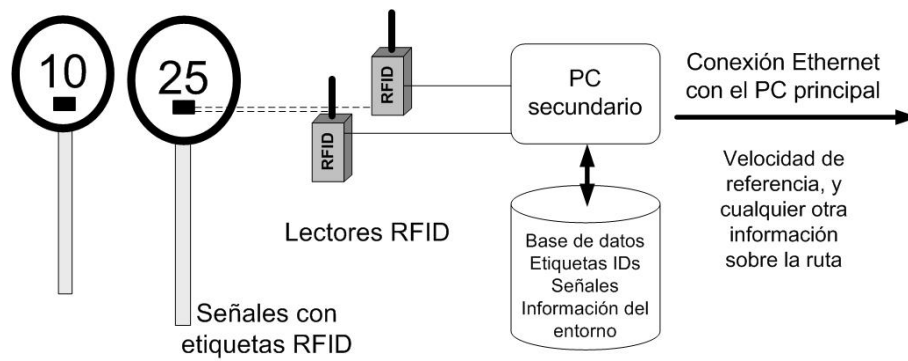 10
25
RFID
RFID
Lectores RFID
Señales con
etiquetas RFID
PC
secundario
Base de datos
Etiquetas IDs
Señales
Información del
entorno
Conexión Ethernet
con el PC principal
Velocidad de
referencia, y
cualquier otra
información
sobre la ruta